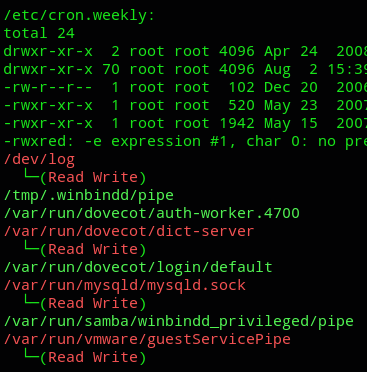 /etc/cron.weekly:
total 24
drwxr-xr-x  2 root root 4096 Apr 24  2008
drwxr-xr-x 70 root root 4096 Aug  2 15:39
-rw-r--r--  1 root root  102 Dec 20  2006
-rwxr-xr-x  1 root root  520 May 23  2007
-rwxr-xr-x  1 root root 1942 May 15  2007
-rwxred: -e expression #1, char 0: no pre
/dev/log
└─(Read Write)
/tmp/.winbindd/pipe
/var/run/dovecot/auth-worker.4700
/var/run/dovecot/dict-server
└─(Read Write)
/var/run/dovecot/login/default
/var/run/mysqld/mysqld.sock
└─(Read Write)
/var/run/samba/winbindd_privileged/pipe
/var/run/vmware/guestServicePipe
└─(Read Write)